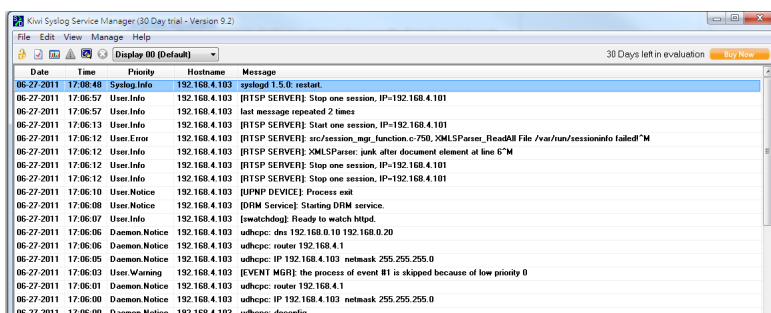 Kiwi Syslog Service Manager (30 Day trial - Version 9.2)
File Edit View Manage Help
Display 00 (Default) 30 Days left in evaluation Buy Now
Date Time Priority Hostname Message
06-27-2011 17:08:48 Syslog.Info 192.168.4.103 syslogd 1.5.0: restart.
06-27-2011 17:06:57 User.Info 192.168.4.103 [RTSP SERVER]: Stop one session, IP=192.168.4.101
06-27-2011 17:06:57 User.Info 192.168.4.103 last message repeated 2 times
06-27-2011 17:06:13 User.Info 192.168.4.103 [RTSP SERVER]: Start one session, IP=192.168.4.101
06-27-2011 17:06:12 User.Error 192.168.4.103 [RTSP SERVER]: src/session_mgr_function.c-750, XMLSParser_ReadAll File /var/run/sessioninfo failed!^M
06-27-2011 17:06:12 User.Info 192.168.4.103 [RTSP SERVER]: XMLSParser: junk after document element at line 6^M
06-27-2011 17:06:12 User.Info 192.168.4.103 [RTSP SERVER]: Stop one session, IP=192.168.4.101
06-27-2011 17:06:12 User.Info 192.168.4.103 [RTSP SERVER]: Stop one session, IP=192.168.4.101
06-27-2011 17:06:10 User.Notice 192.168.4.103 [UPNP DEVICE]: Process exit
06-27-2011 17:06:08 User.Notice 192.168.4.103 [DRM Service]: Starting DRM service.
06-27-2011 17:06:07 User.Info 192.168.4.103 [swatchdog]: Ready to watch httpd.
06-27-2011 17:06:06 Daemon.Notice 192.168.4.103 udhcpc: dns 192.168.0.10 192.168.0.20
06-27-2011 17:06:06 Daemon.Notice 192.168.4.103 udhcpc: router 192.168.4.1
06-27-2011 17:06:05 Daemon.Notice 192.168.4.103 udhcpc: IP 192.168.4.103 netmask 255.255.255.0
06-27-2011 17:06:03 User.Warning 192.168.4.103 [EVENT MGR]: the process of event #1 is skipped because of low priority 0
06-27-2011 17:06:01 Daemon.Notice 192.168.4.103 udhcpc: router 192.168.4.1
06-27-2011 17:06:00 Daemon.Notice 192.168.4.103 udhcpc: IP 192.168.4.103 netmask 255.255.255.0
06-27-2011 17:06:00 Daemon.Notice 192.168.4.103 udhcpc: deconfig